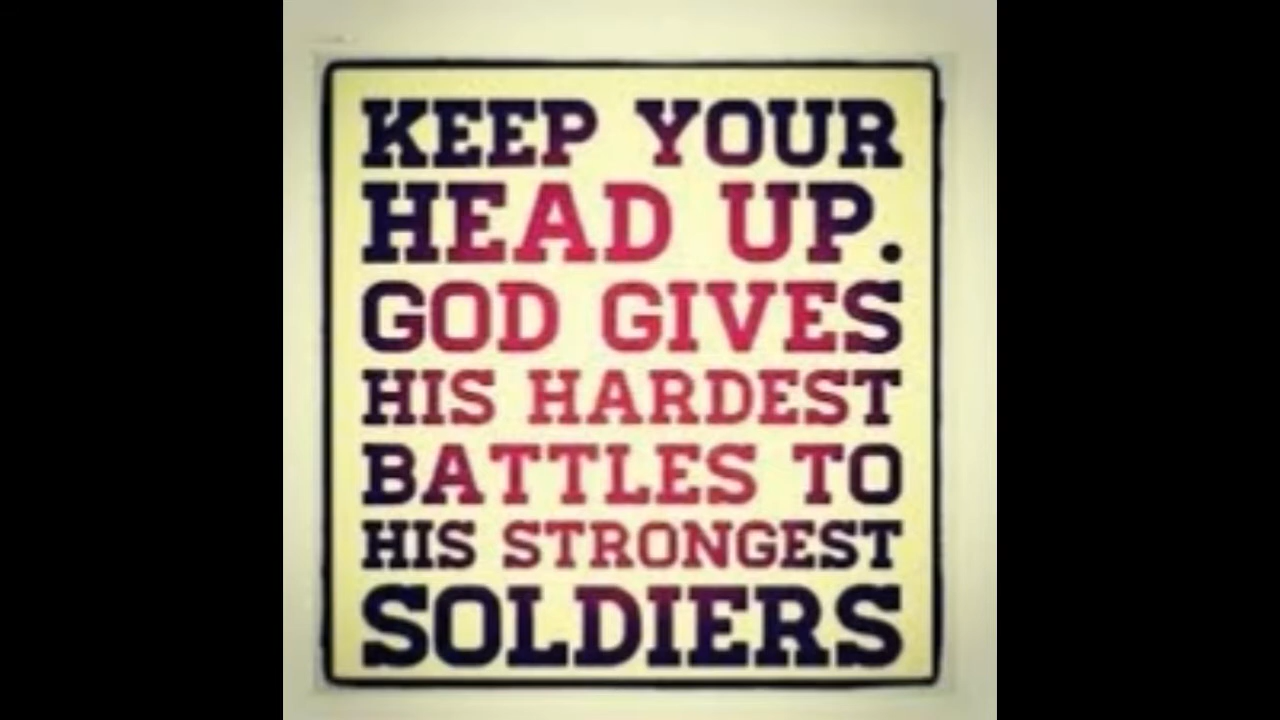 KEEP YOUR
HEAD UP.
GOD GIVES
HIS HARDEST
BATTLES TO
HIS STRONGEST
SOLDIERS